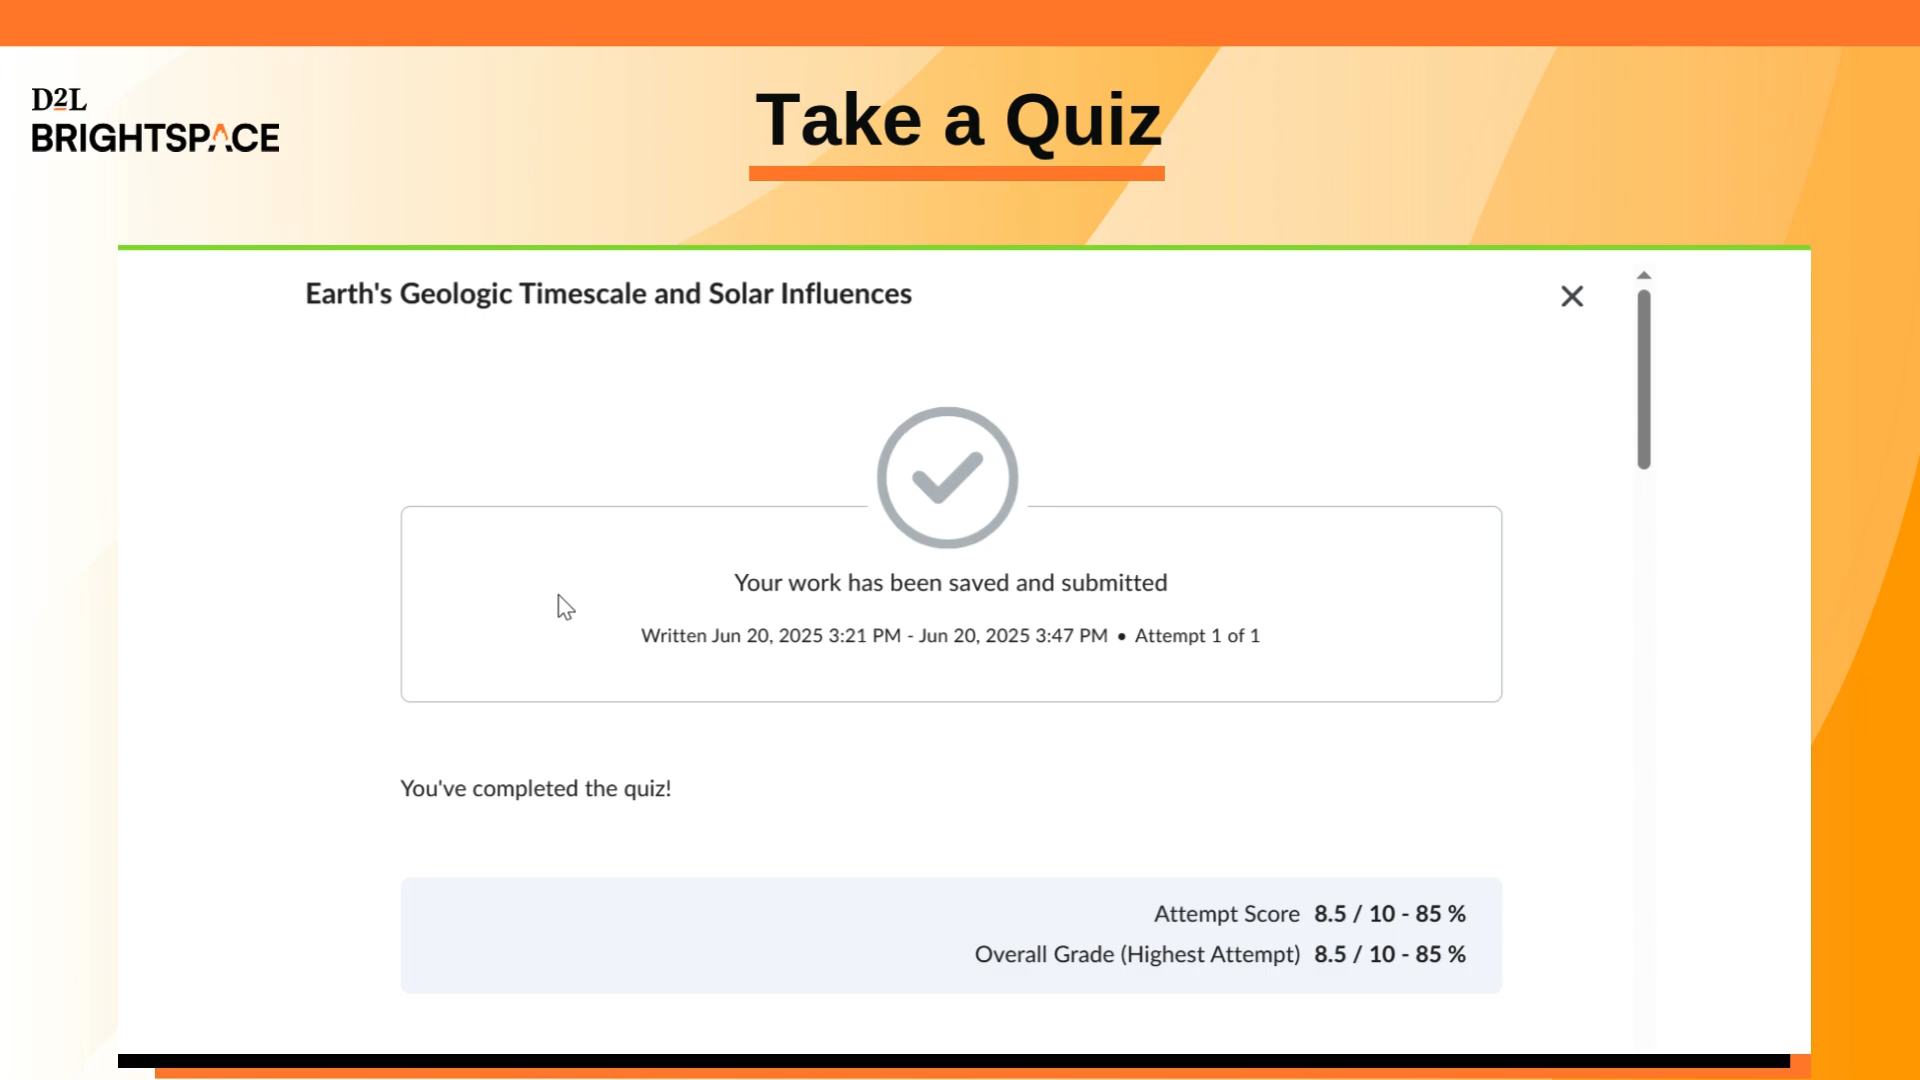 D2L
BRIGHTSPACE
Take a Quiz
Earth's Geologic Timescale and Solar Influences
Your work has been saved and submitted
Written Jun 20, 2025 3:21 PM - Jun 20, 2025 3:47 PM • Attempt 1 of 1
You've completed the quiz!
Attempt Score 8.5 / 10 - 85 %
Overall Grade (Highest Attempt) 8.5 / 10 - 85 %